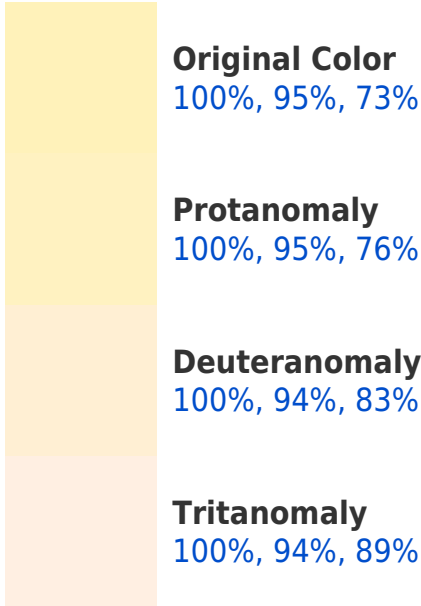 Original Color
100%, 95%, 73%
Protanomaly
100%, 95%, 76%
Deuteranomaly
100%, 94%, 83%
Tritanomaly
100%, 94%, 89%